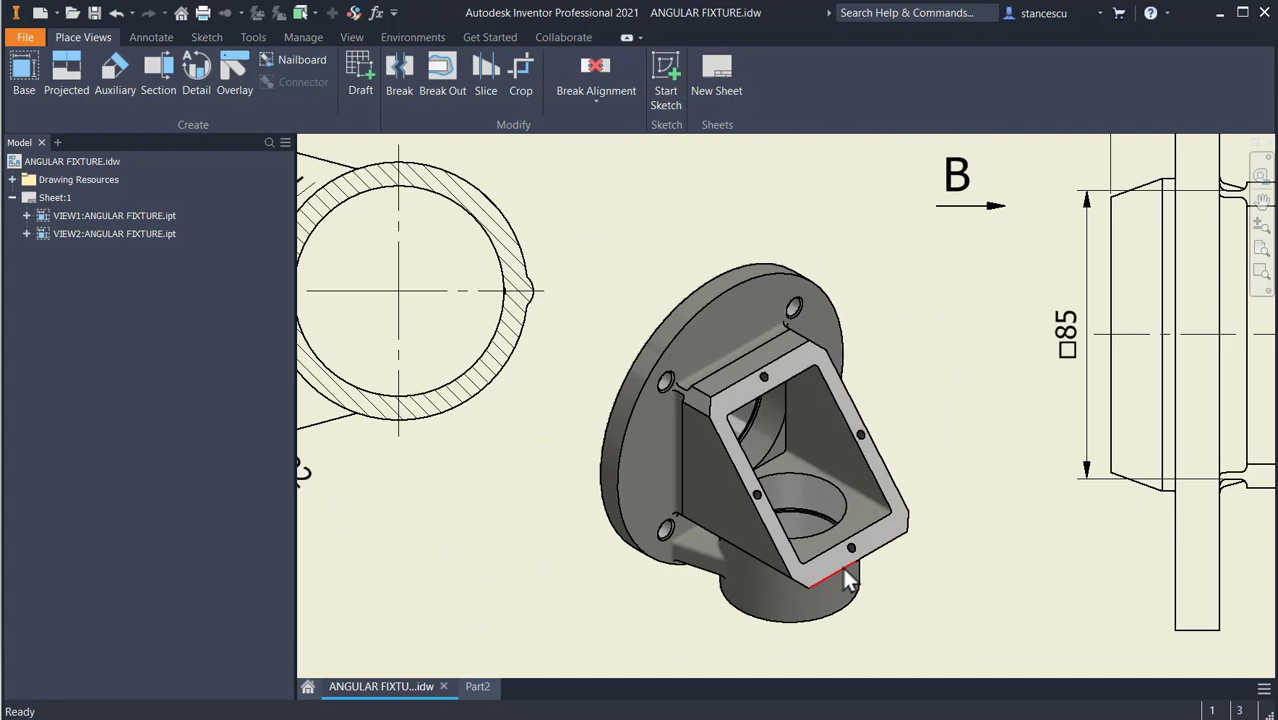 Autodesk Inventor Professional 2021 ANGULAR FIXTURE.idw
Search Help & Commands...
stancescu
File Place Views Annotate Sketch Tools Manage View Environments Get Started Collaborate
Base
Projected
Auxiliary
Section
Detail
Overlay
Nailboard
Connector
Draft
Break
Break Out
Slice
Crop
Break Alignment
Start
Sketch
New Sheet
Create
Modify
Sketch
Sheets
Model
ANGULAR FIXTURE.idw
Drawing Resources
Sheet:1
VIEW1:ANGULAR FIXTURE.ipt
VIEW2:ANGULAR FIXTURE.ipt
B
□85
ANGULAR FIXTU...idw
Part2
Ready
1 3